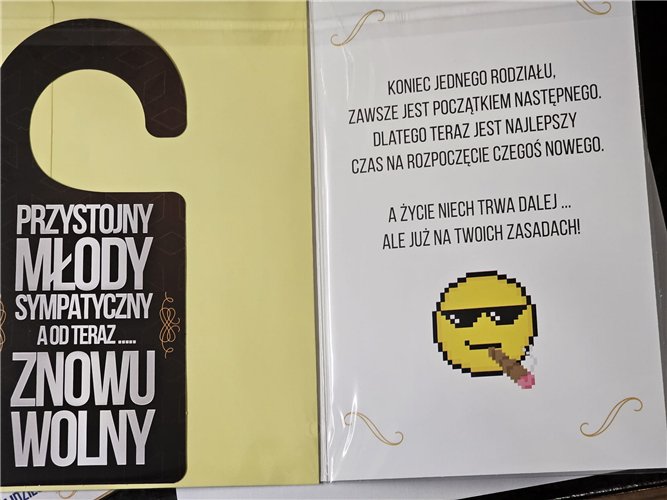 PRZYSTOJNY
MŁODY
SYMPATYCZNY
A OD TERAZ .....
ZNOWU
WOLNY
KONIEC JEDNEGO RODZIAŁU,
ZAWSZE JEST POCZĄTKIEM NASTĘPNEGO.
DLATEGO TERAZ JEST NAJLEPSZY
CZAS NA ROZPOCZĘCIE CZEGOŚ NOWEGO.
A ŻYCIE NIECH TRWA DALEJ ...
ALE JUŻ NA TWOICH ZASADACH!